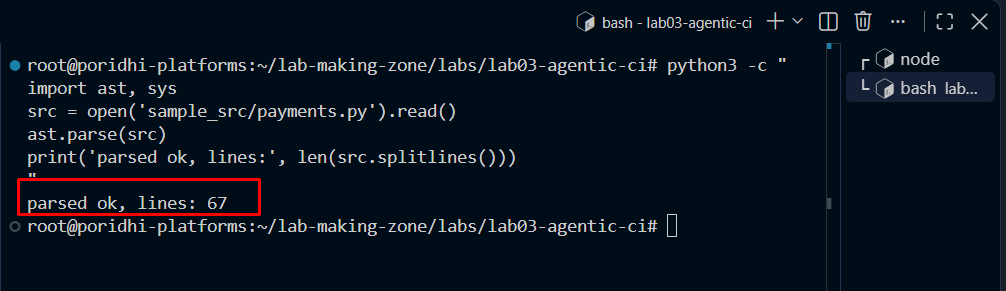 bash - lab03-agentic-ci
root@poridhi-platforms:~/lab-making-zone/labs/lab03-agentic-ci# python3 -c "
import ast, sys
src = open('sample_src/payments.py').read()
ast.parse(src)
print('parsed ok, lines:', len(src.splitlines()))
"
parsed ok, lines: 67
root@poridhi-platforms:~/lab-making-zone/labs/lab03-agentic-ci#
node
bash lab...